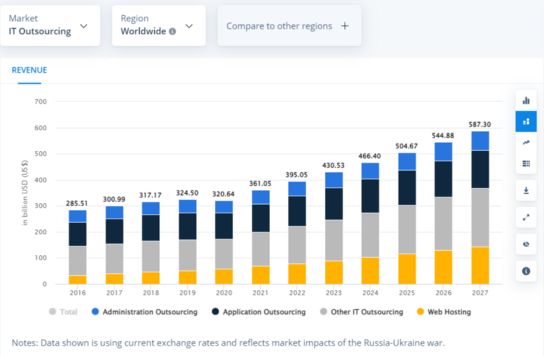 Market
IT Outsourcing
Region
Worldwide
Compare to other regions +
REVENUE
in billion USD (US$)
700
600
500
400
300
200
100
0
285.51
300.99
317.17
324.50
320.64
361.05
395.05
430.53
466.40
504.67
544.88
587.30
2016 2017 2018 2019 2020 2021 2022 2023 2024 2025 2026 2027
Total Administration Outsourcing Application Outsourcing Other IT Outsourcing Web Hosting
Notes: Data shown is using current exchange rates and reflects market impacts of the Russia-Ukraine war.